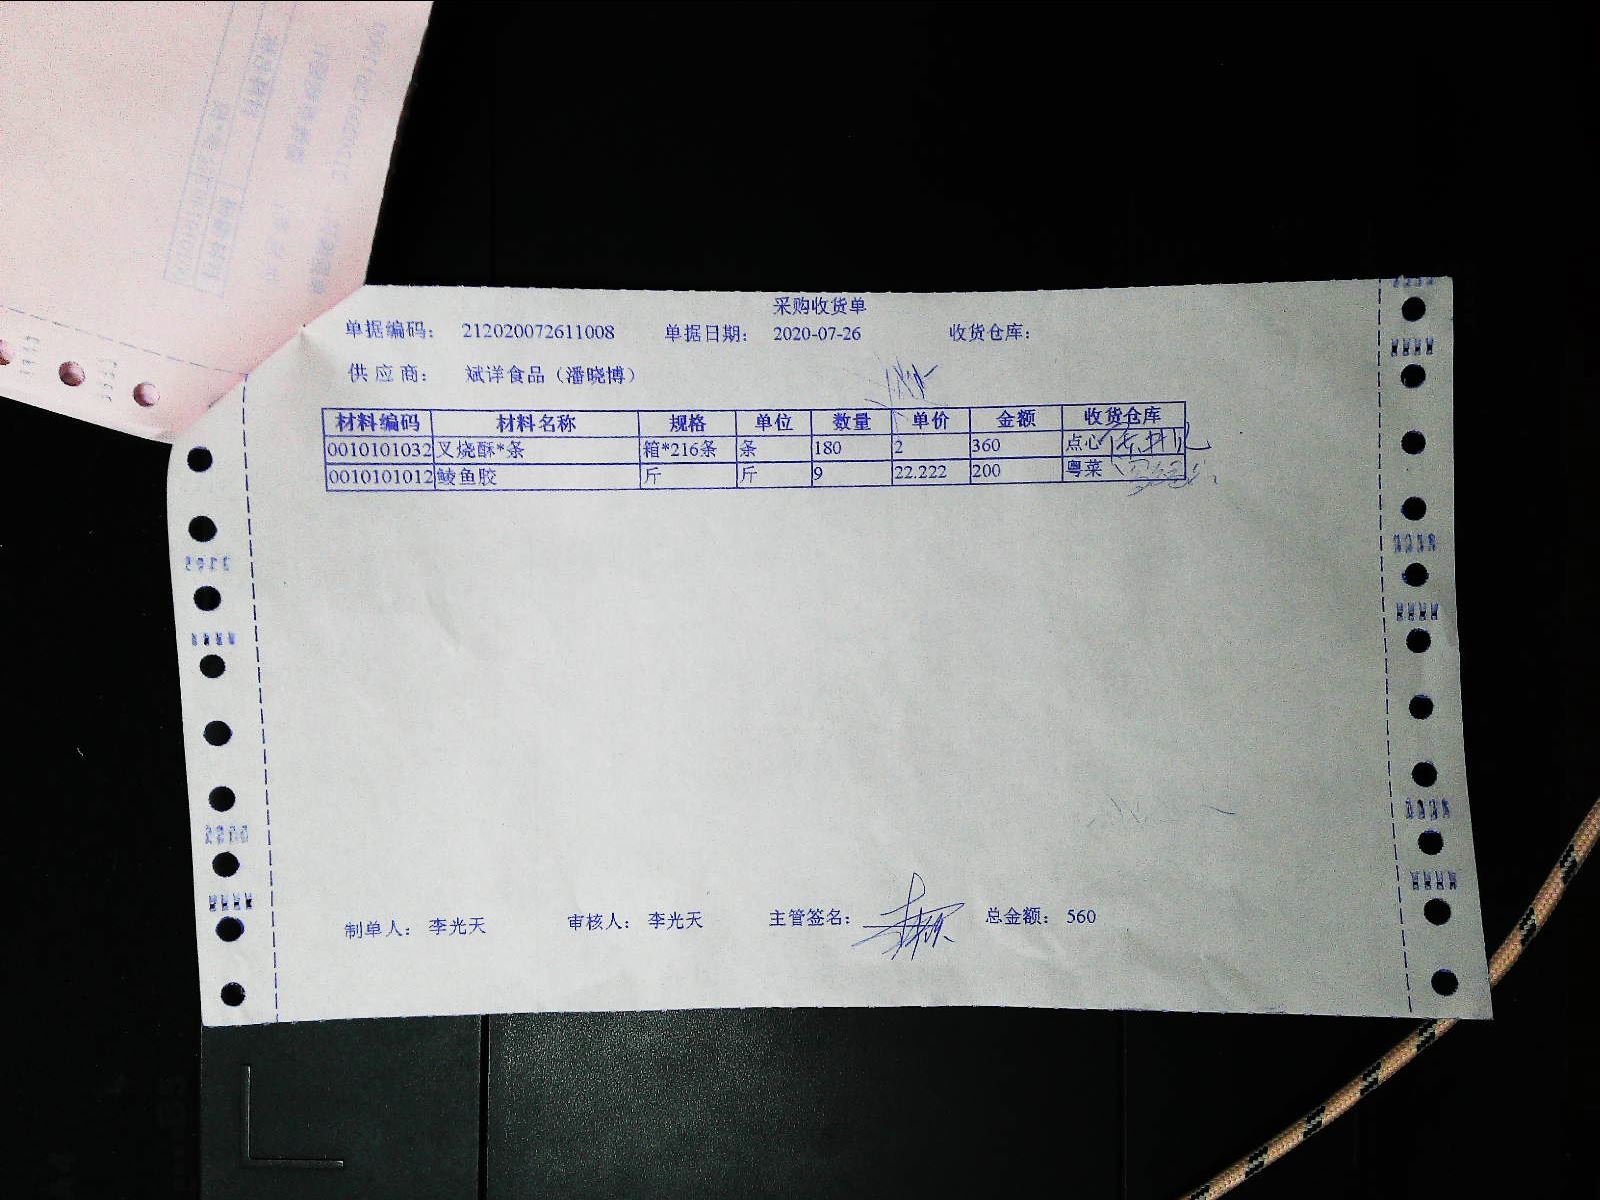 采购收货单
单据编码： 212020072611008 单据日期： 2020-07-26 收货仓库：
供 应 商： 斌洋食品（潘晓博）
材料编码 材料名称 规格 单位 数量 单价 金额 收货仓库
0010101032 叉烧酥*条 箱*216条 条 180 2 360 点心
0010101012 鲮鱼胶 斤 斤 9 22.222 200 粤菜
制单人： 李光天 审核人： 李光天 主管签名： 总金额： 560